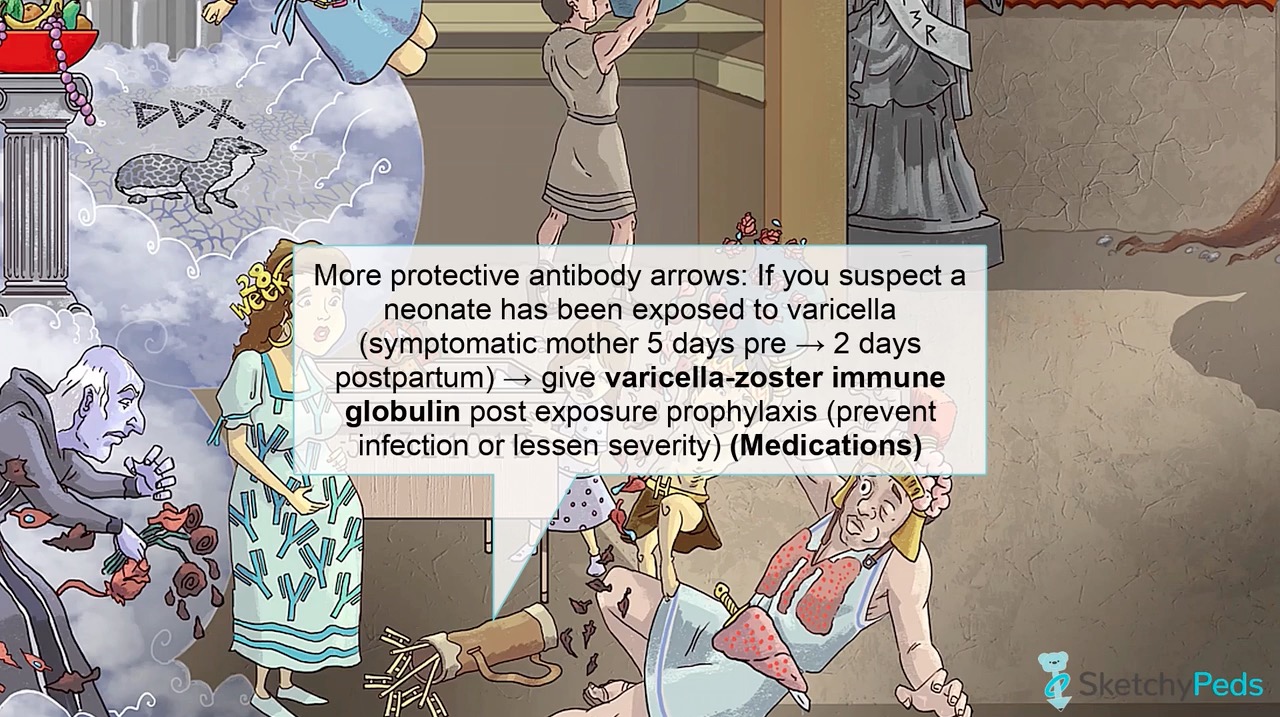 DDX
28
week
More protective antibody arrows: If you suspect a
neonate has been exposed to varicella
(symptomatic mother 5 days pre → 2 days
postpartum) → give varicella-zoster immune
globulin post exposure prophylaxis (prevent
infection or lessen severity) (Medications)
SketchyPeds